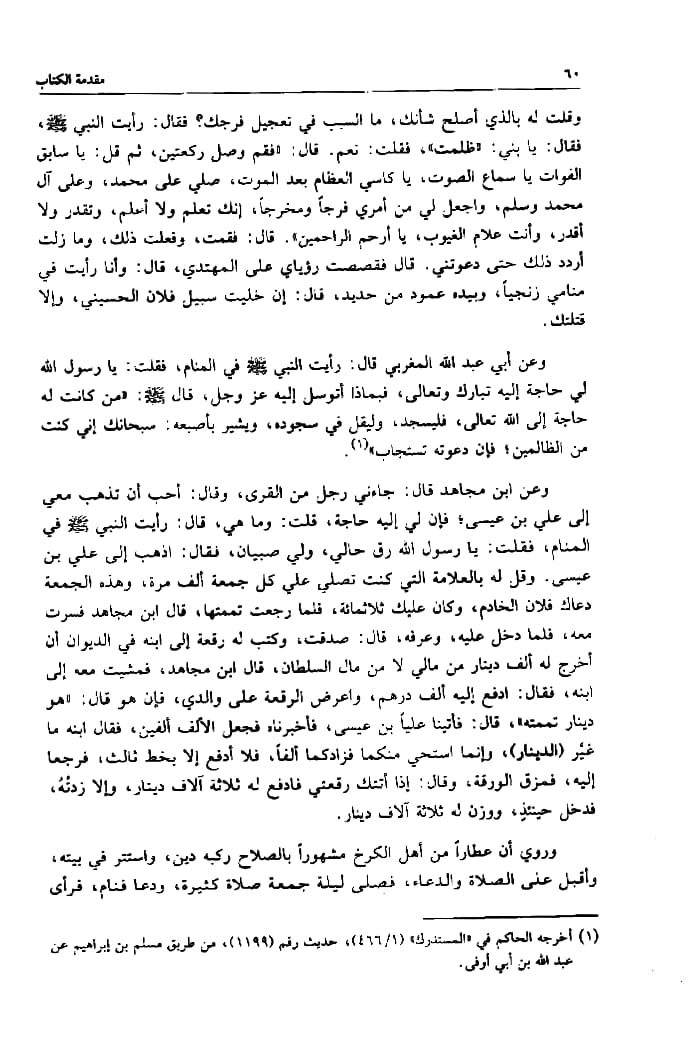 ٦٠ مقدمة الكتاب
وقلت له بالذي أصلح شأنك، ما السبب في تعجيل فرجك؟ فقال: رأيت النبي ﷺ،
فقال: يا بني: «ظلمت»، فقلت: نعم. قال: «فقم وصل ركعتين، ثم قل: يا سابق
الفوات يا سماع الصوت، يا كاسي العظام بعد الموت، صلي على محمد، وعلى آل
محمد وسلم، واجعل لي من أمري فرجاً ومخرجاً، إنك تعلم ولا أعلم، وتقدر ولا
أقدر، وأنت علام الغيوب، يا أرحم الراحمين». قال: فقمت، وفعلت ذلك، وما زلت
أردد ذلك حتى دعوتني. قال فقصصت رؤياي على المهتدي، قال: وأنا رأيت في
منامي زنجياً، وبيده عمود من حديد، قال: إن خليت سبيل فلان الحسيني، وإلا
قتلتك.
وعن أبي عبد الله المغربي قال: رأيت النبي ﷺ في المنام، فقلت: يا رسول الله
لي حاجة إليه تبارك وتعالى، فبماذا أتوسل إليه عز وجل، قال ﷺ: «من كانت له
حاجة إلى الله تعالى، فليسجد، وليقل في سجوده، ويشير بأصبعه: سبحانك إني كنت
من الظالمين؛ فإن دعوته تستجاب»(١).
وعن ابن مجاهد قال: جاءني رجل من القرى، وقال: أحب أن تذهب معي
إلى علي بن عيسى؛ فإن لي إليه حاجة، قلت: وما هي، قال: رأيت النبي ﷺ في
المنام، فقلت: يا رسول الله رق حالي، ولي صبيان، فقال: اذهب إلى علي بن
عيسى. وقل له بالعلامة التي كنت تصلي علي كل جمعة ألف مرة، وهذه الجمعة
دعاك فلان الخادم، وكان عليك ثلاثمائة، فلما رجعت تممتها، قال ابن مجاهد فسرت
معه، فلما دخل عليه، وعرفه، قال: صدقت، وكتب له رقعة إلى ابنه في الديوان أن
أخرج له ألف دينار من مالي لا من مال السلطان، قال ابن مجاهد، فمشيت معه إلى
ابنه، فقال: ادفع إليه ألف درهم، واعرض الرقعة على والدي، فإن هو قال: «هو
دينار تممته»، قال: فأتينا علياً بن عيسى، فأخبرناه فجعل الألف ألفين، فقال ابنه ما
غيَّر (الدينار)، وإنما استحي منكما فزادكما ألفاً، فلا أدفع إلا بخط ثالث، فرجعا
إليه، فمزق الورقة، وقال: إذا أتتك رقعتي فادفع له ثلاثة آلاف دينار، وإلا زدتُهُ،
فدخل حينئذٍ، ووزن له ثلاثة آلاف دينار.
وروي أن عطاراً من أهل الكرخ مشهوراً بالصلاح ركبه دين، واستتر في بيته،
وأقبل على الصلاة والدعاء، فصلى ليلة جمعة صلاة كثيرة، ودعا فنام، فرأى
(١) أخرجه الحاكم في «المستدرك» (٤٦٦/١)، حديث رقم (١١٩٩)، من طريق مسلم بن إبراهيم عن
عبد الله بن أبي أوفى.